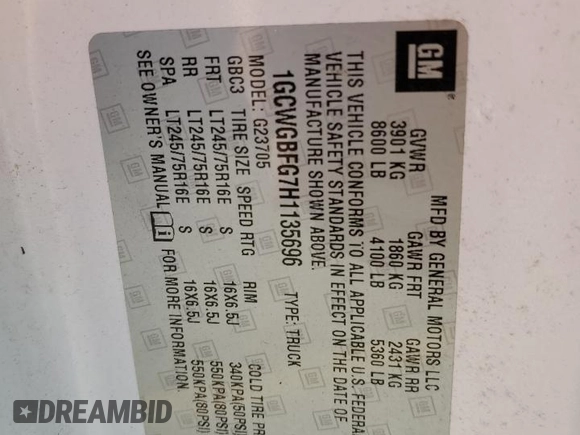 GM
MFD BY GENERAL MOTORS LLC
GVWR GAWR FRT GAWR RR
3901 KG 1860 KG 2431 KG
8600 LB 4100 LB 5360 LB
THIS VEHICLE CONFORMS TO ALL APPLICABLE U.S. FEDERAL
VEHICLE SAFETY STANDARDS IN EFFECT ON THE DATE OF
MANUFACTURE SHOWN ABOVE.
1GCWGBFG7H1135696 TYPE: TRUCK
MODEL: G23705
GBC3 TIRE SIZE SPEED RTG RIM COLD TIRE
FRT LT245/75R16E S 16X6.5J 340KPA(50PSI)
RR LT245/75R16E S 16X6.5J 550KPA(80PSI)
SPA LT245/75R16E S 16X6.5J 550KPA(80PSI)
SEE OWNER'S MANUAL i FOR MORE INFORMATION.
DREAMBID